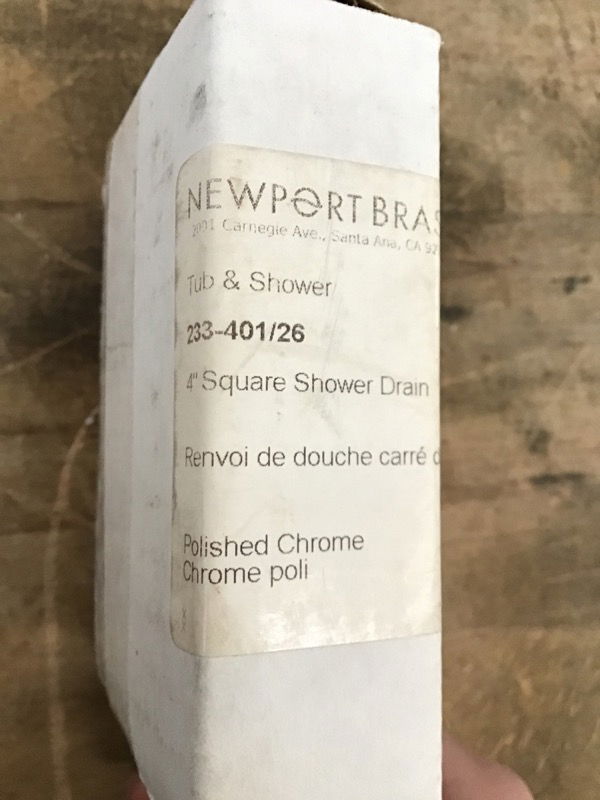 NEWPORT BRAS
Carnegie Ave., Santa Ana, CA 92
Tub & Shower
233-401/26
4" Square Shower Drain
Renvoi de douche carré d
Polished Chrome
Chrome poli